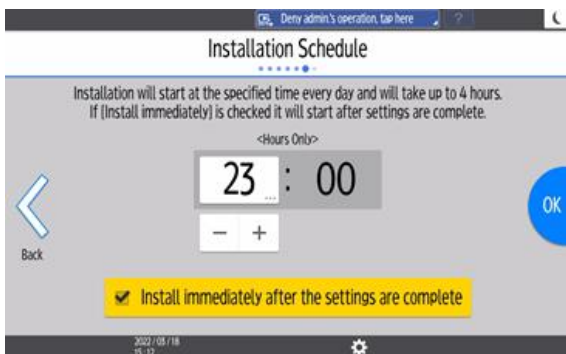 Deny admin.'s operation, tap here
?
Installation Schedule
Installation will start at the specified time every day and will take up to 4 hours.
If [Install immediately] is checked it will start after settings are complete.
<Hours Only>
23 ... : 00
− +
Back
OK
Install immediately after the settings are complete
2022/03/18
15:17